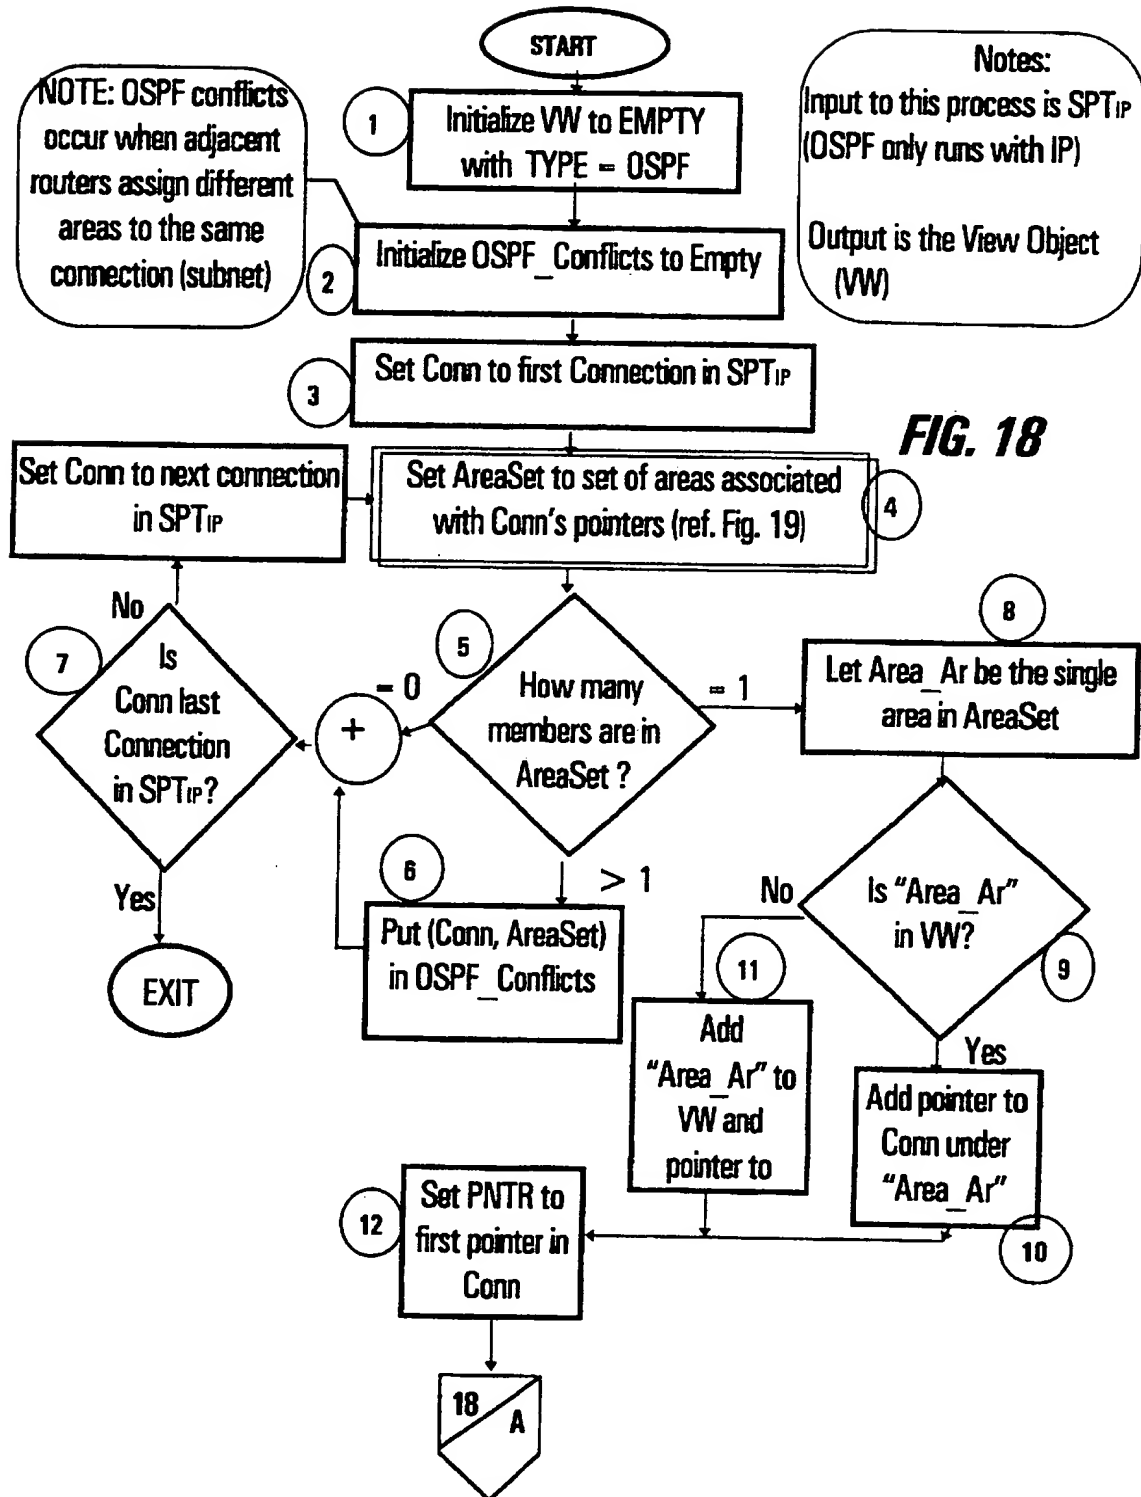 START
NOTE: OSPF conflicts
occur when adjacent
routers assign different
areas to the same
connection (subnet)
1
Initialize VW to EMPTY
with TYPE = OSPF
Notes:
Input to this process is SPTIP
(OSPF only runs with IP)
Output is the View Object
(VW)
2
Initialize OSPF_Conflicts to Empty
3
Set Conn to first Connection in SPTIP
FIG. 18
Set Conn to next connection
in SPTIP
Set AreaSet to set of areas associated
with Conn's pointers (ref. Fig. 19)
4
No
7
Is
Conn last
Connection
in SPTIP?
Yes
EXIT
= 0
+
5
How many
members are in
AreaSet ?
= 1
> 1
6
Put (Conn, AreaSet)
in OSPF_Conflicts
8
Let Area_Ar be the single
area in AreaSet
No
Is "Area_Ar"
in VW?
9
Yes
11
Add
"Area_Ar" to
VW and
pointer to
Add pointer to
Conn under
"Area_Ar"
10
12
Set PNTR to
first pointer in
Conn
18
A